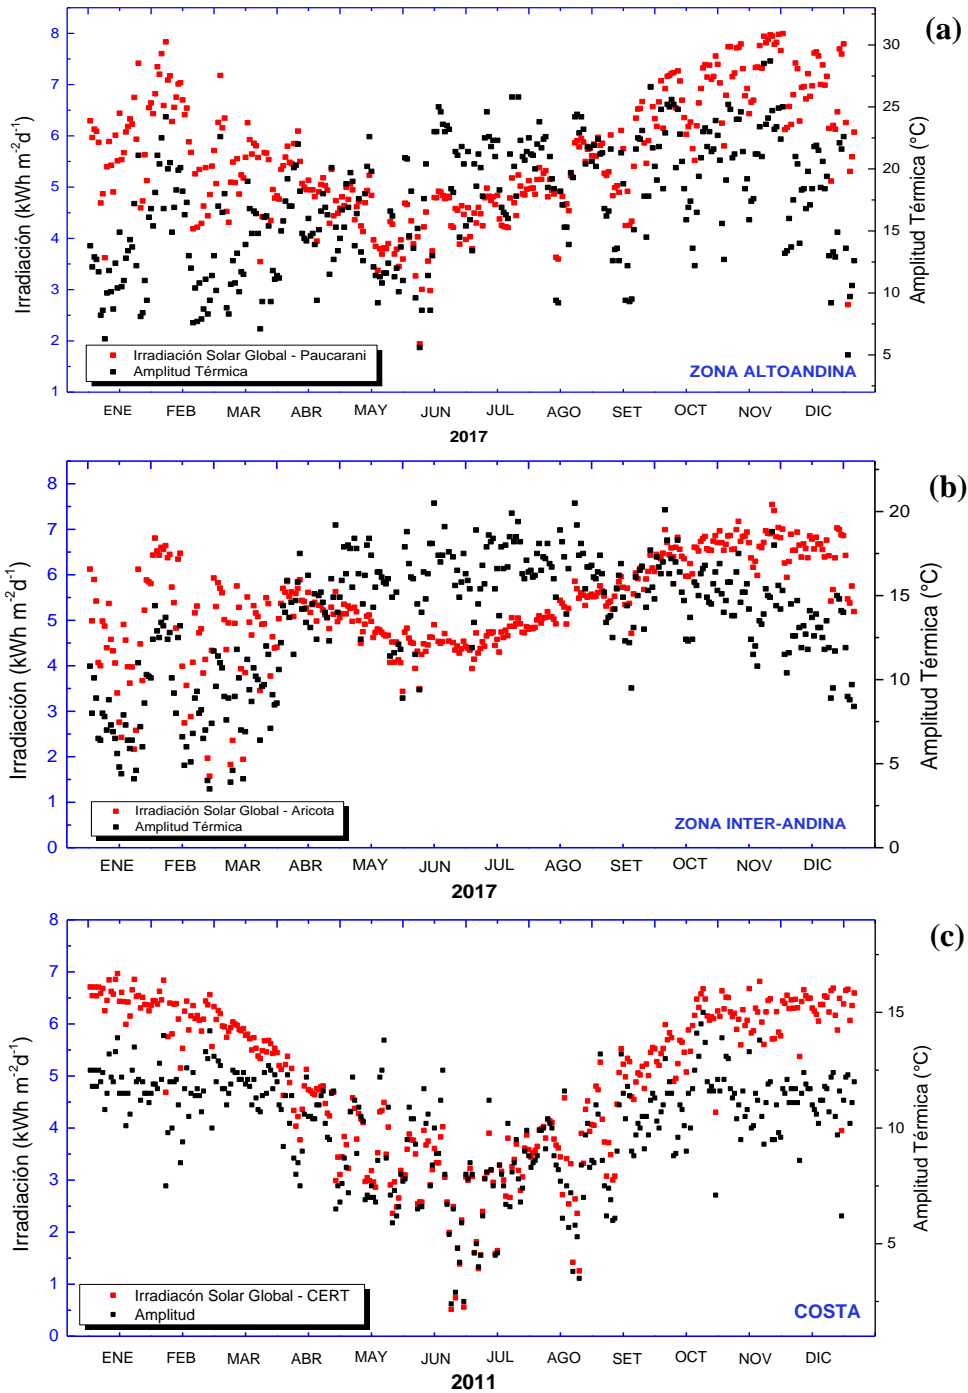 (a)
Irradiación (kWh m-2d-1)
8
7
6
5
4
3
2
1
30
25
20
15
10
5
Amplitud Térmica (°C)
Irradiación Solar Global - Paucarani
Amplitud Térmica
ZONA ALTOANDINA
ENE FEB MAR ABR MAY JUN JUL AGO SET OCT NOV DIC
2017
(b)
Irradiación (kWh m-2d-1)
8
7
6
5
4
3
2
1
0
20
15
10
5
0
Amplitud Térmica (°C)
Irradiación Solar Global - Aricota
Amplitud Térmica
ZONA INTER-ANDINA
ENE FEB MAR ABR MAY JUN JUL AGO SET OCT NOV DIC
2017
(c)
Irradiación (kWh m-2d-1)
8
7
6
5
4
3
2
1
0
15
10
5
Amplitud Térmica (°C)
Irradiacón Solar Global - CERT
Amplitud
COSTA
ENE FEB MAR ABR MAY JUN JUL AGO SET OCT NOV DIC
2011